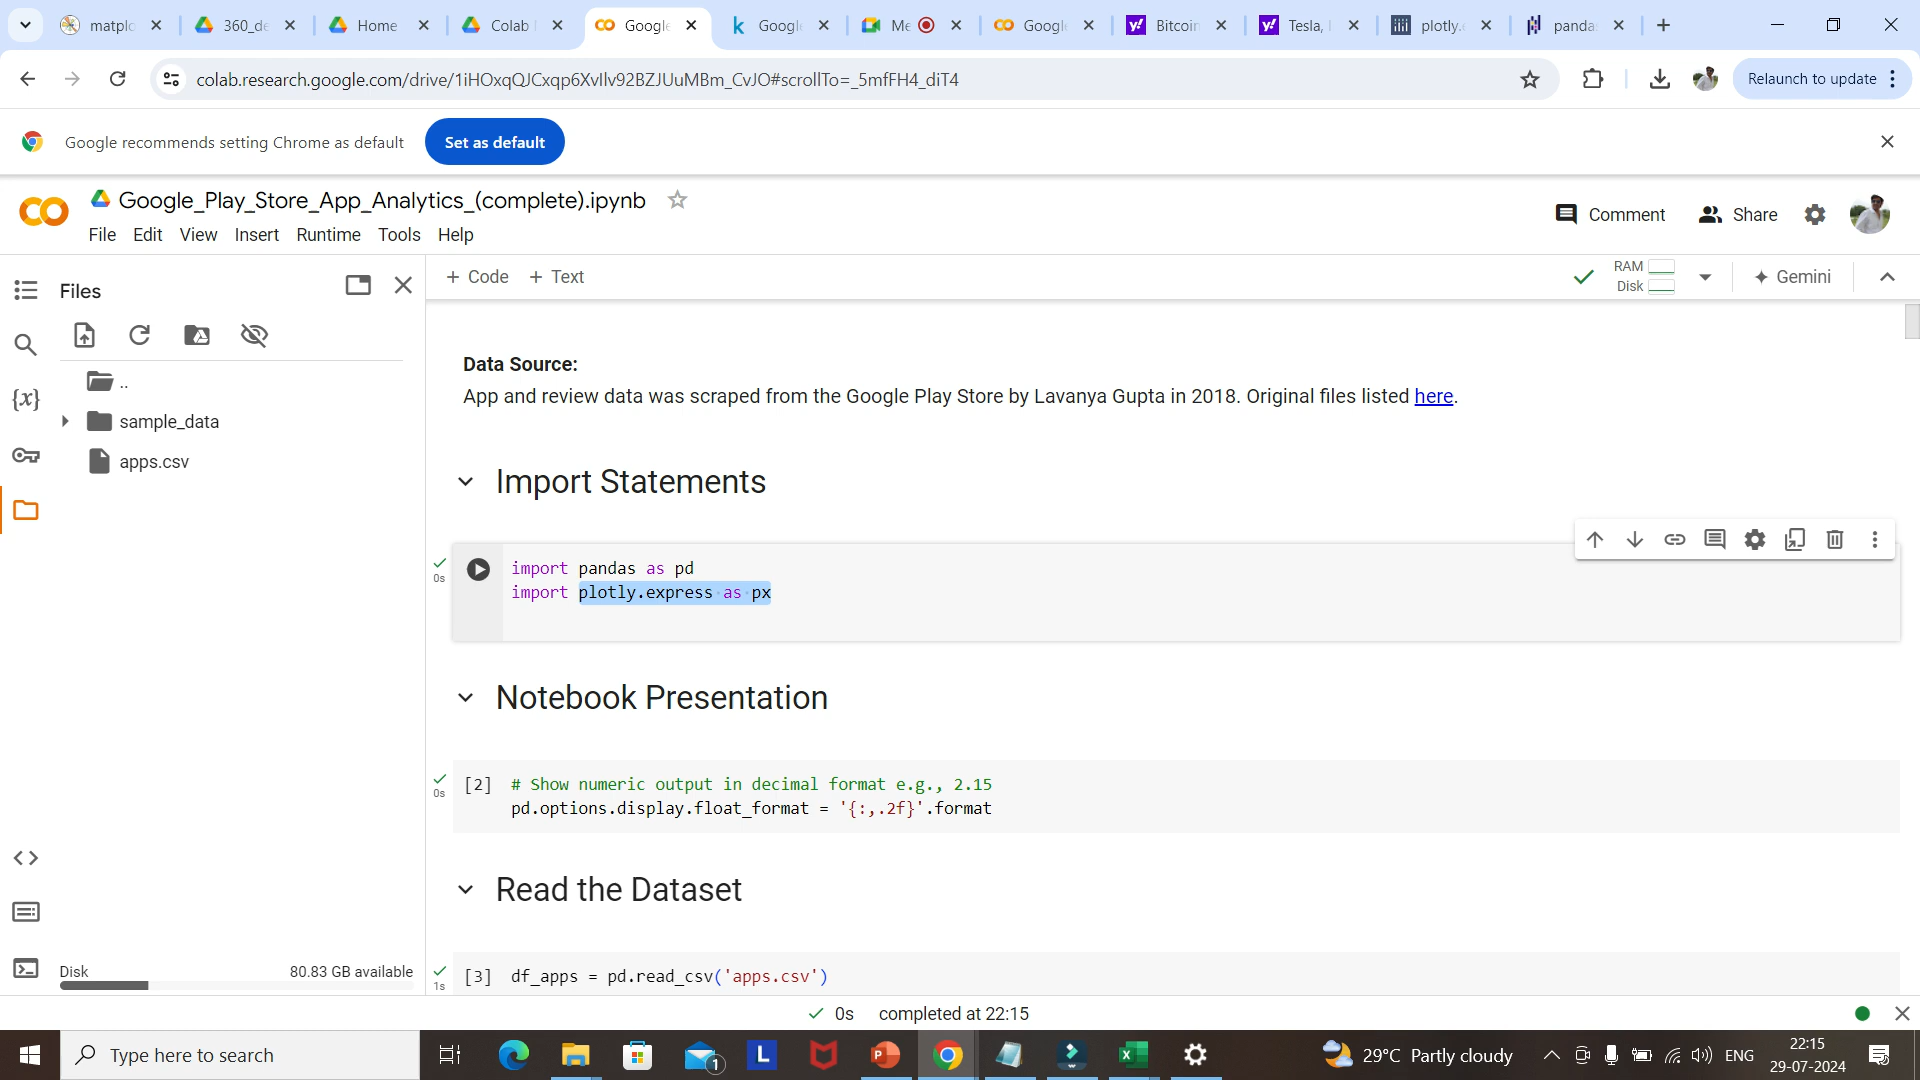 matplo
360_de
Home
Colab
Google
Google
Me
Google
Bitcoin
Tesla,
plotly.
panda
colab.research.google.com/drive/1iHOxqQJCxqp6Xvllv92BZJUuMBm_CvJO#scrollTo=_5mfFH4_diT4
Relaunch to update
Google recommends setting Chrome as default
Set as default
Google_Play_Store_App_Analytics_(complete).ipynb
Comment
Share
File Edit View Insert Runtime Tools Help
Files
+ Code + Text
RAM
Disk
Gemini
..
sample_data
apps.csv
Data Source:
App and review data was scraped from the Google Play Store by Lavanya Gupta in 2018. Original files listed here.
Import Statements
0s
import pandas as pd
import plotly.express as px
Notebook Presentation
0s
[2] # Show numeric output in decimal format e.g., 2.15
pd.options.display.float_format = '{:,.2f}'.format
Read the Dataset
1s
[3] df_apps = pd.read_csv('apps.csv')
Disk 80.83 GB available
0s completed at 22:15
Type here to search
1
L
29°C Partly cloudy
ENG
22:15
29-07-2024